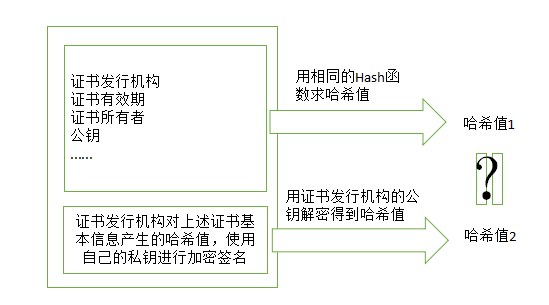 证书发行机构
证书有效期
证书所有者
公钥
……
用相同的Hash函
数求哈希值
哈希值1
?
证书发行机构对上述证书基
本信息产生的哈希值，使用
自己的私钥进行加密签名
用证书发行机构的公
钥解密得到哈希值
哈希值2